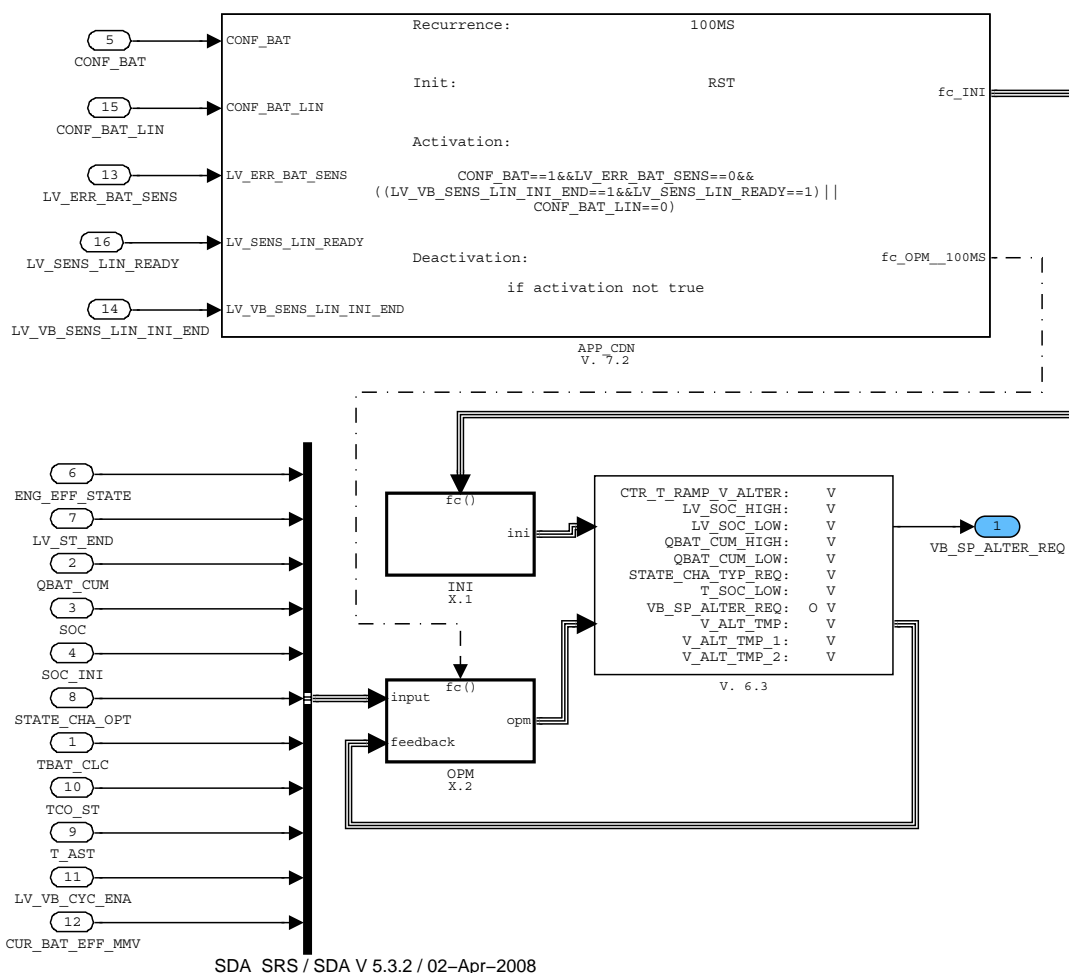 Recurrence: 100MS
5
CONF_BAT
CONF_BAT
Init: RST
fc_INI
15
CONF_BAT_LIN
CONF_BAT_LIN
Activation:
13
LV_ERR_BAT_SENS
LV_ERR_BAT_SENS
CONF_BAT==1&&LV_ERR_BAT_SENS==0&&
((LV_VB_SENS_LIN_INI_END==1&&LV_SENS_LIN_READY==1)||
CONF_BAT_LIN==0)
16
LV_SENS_LIN_READY
LV_SENS_LIN_READY
Deactivation:
fc_OPM__100MS
if activation not true
14
LV_VB_SENS_LIN_INI_END
LV_VB_SENS_LIN_INI_END
APP_CDN
V. 7.2
6
ENG_EFF_STATE
7
LV_ST_END
2
QBAT_CUM
3
SOC
4
SOC_INI
8
STATE_CHA_OPT
1
TBAT_CLC
10
TCO_ST
9
T_AST
11
LV_VB_CYC_ENA
12
CUR_BAT_EFF_MMV
fc()
ini
INI
X.1
fc()
input
opm
feedback
OPM
X.2
CTR_T_RAMP_V_ALTER: V
LV_SOC_HIGH: V
LV_SOC_LOW: V
QBAT_CUM_HIGH: V
QBAT_CUM_LOW: V
STATE_CHA_TYP_REQ: V
T_SOC_LOW: V
VB_SP_ALTER_REQ: O V
V_ALT_TMP: V
V_ALT_TMP_1: V
V_ALT_TMP_2: V
V. 6.3
1
VB_SP_ALTER_REQ
SDA_SRS / SDA V 5.3.2 / 02-Apr-2008